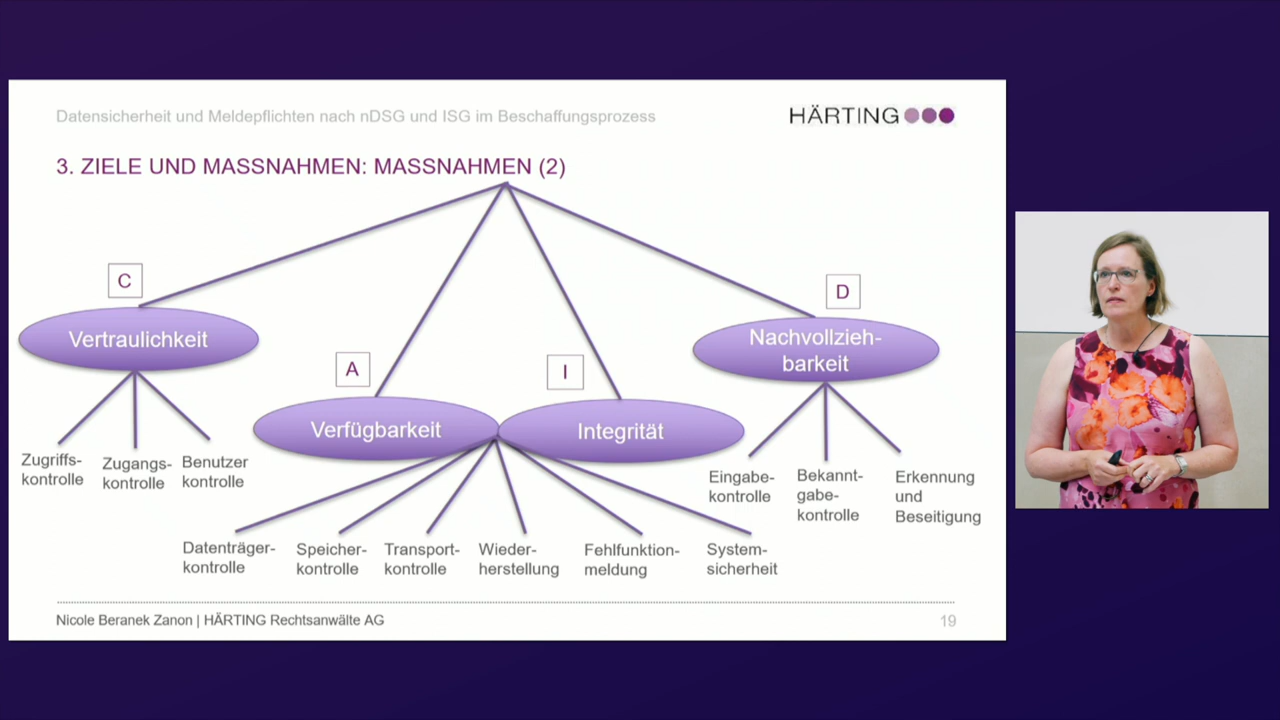 Datensicherheit und Meldepflichten nach nDSG und ISG im Beschaffungsprozess
HÄRTING
3. ZIELE UND MASSNAHMEN: MASSNAHMEN (2)
C
Vertraulichkeit
Zugriffs-
kontrolle
Zugangs-
kontrolle
Benutzer
kontrolle
A
Verfügbarkeit
I
Integrität
Datenträger-
kontrolle
Speicher-
kontrolle
Transport-
kontrolle
Wieder-
herstellung
Fehlfunktion-
meldung
System-
sicherheit
D
Nachvollzieh-
barkeit
Eingabe-
kontrolle
Bekannt-
gabe-
kontrolle
Erkennung
und
Beseitigung
Nicole Beranek Zanon | HÄRTING Rechtsanwälte AG
19